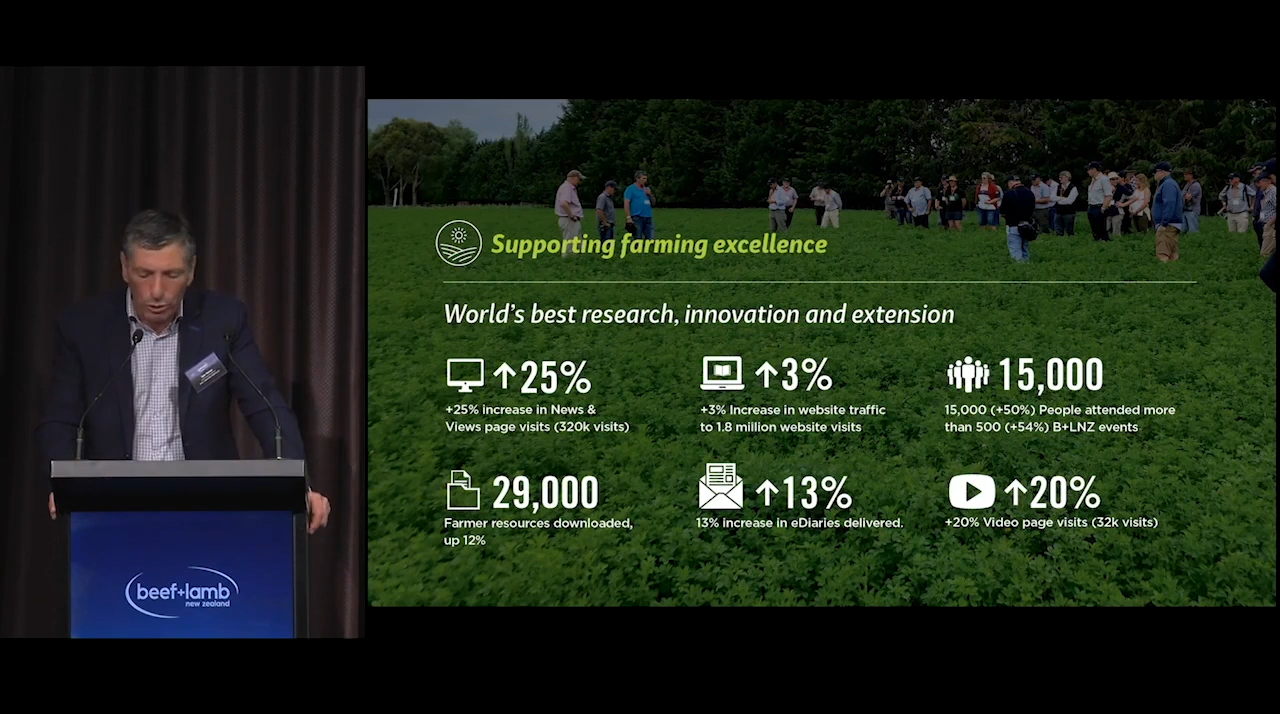 Supporting farming excellence
World's best research, innovation and extension
↑25%
+25% increase in News &
Views page visits (320k visits)
↑3%
+3% Increase in website traffic
to 1.8 million website visits
15,000
15,000 (+50%) People attended more
than 500 (+54%) B+LNZ events
29,000
Farmer resources downloaded,
up 12%
↑13%
13% increase in eDiaries delivered.
↑20%
+20% Video page visits (32k visits)
beef+lamb
new zealand